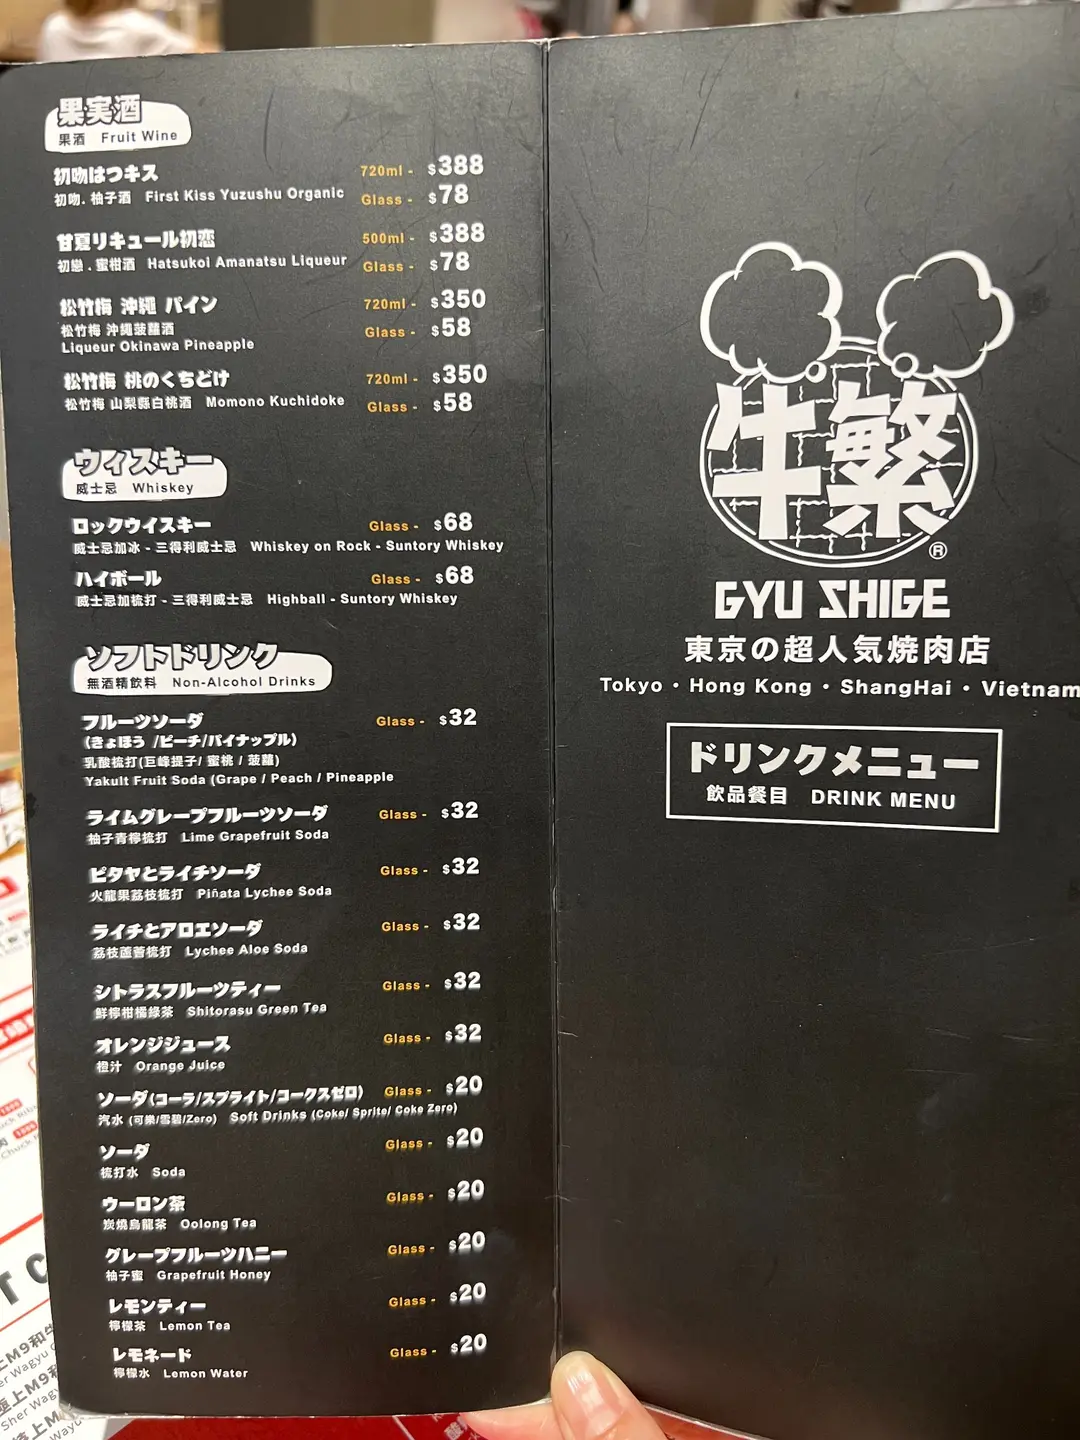 果実酒
果酒 Fruit Wine
初吻はつキス 720ml - $388
初吻. 柚子酒 First Kiss Yuzushu Organic Glass - $78
甘夏リキュール初恋 500ml - $388
初戀 . 蜜柑酒 Hatsukoi Amanatsu Liqueur Glass - $78
松竹梅 沖縄 パイン 720ml - $350
松竹梅 沖繩菠蘿酒 Glass - $58
Liqueur Okinawa Pineapple
松竹梅 桃のくちどけ 720ml - $350
松竹梅 山梨縣白桃酒 Momono Kuchidoke Glass - $58
ウィスキー
威士忌 Whiskey
ロックウイスキー Glass - $68
威士忌加冰 - 三得利威士忌 Whiskey on Rock - Suntory Whiskey
ハイボール Glass - $68
威士忌加梳打 - 三得利威士忌 Highball - Suntory Whiskey
ソフトドリンク
無酒精飲料 Non-Alcohol Drinks
フルーツソーダ Glass - $32
(きょほう /ピーチ/パイナップル)
乳酸梳打(巨峰提子/ 蜜桃 / 菠蘿)
Yakult Fruit Soda (Grape / Peach / Pineapple
ライムグレープフルーツソーダ Glass - $32
柚子青檸梳打 Lime Grapefruit Soda
ピタヤとライチソーダ Glass - $32
火龍果荔枝梳打 Piñata Lychee Soda
ライチとアロエソーダ Glass - $32
荔枝蘆薈梳打 Lychee Aloe Soda
シトラスフルーツティー Glass - $32
鮮檸柑橘綠茶 Shitorasu Green Tea
オレンジジュース Glass - $32
橙汁 Orange Juice
ソーダ(コーラ/スプライト/コークスゼロ) Glass - $20
汽水 (可樂/雪碧/Zero) Soft Drinks (Coke/ Sprite/ Coke Zero)
ソーダ Glass - $20
梳打水 Soda
ウーロン茶 Glass - $20
炭燒烏龍茶 Oolong Tea
グレープフルーツハニー Glass - $20
柚子蜜 Grapefruit Honey
レモンティー Glass - $20
檸檬茶 Lemon Tea
レモネード Glass - $20
檸檬水 Lemon Water
牛繁
®
GYU SHIGE
東京の超人気焼肉店
Tokyo・Hong Kong・ShangHai・Vietnam
ドリンクメニュー
飲品餐目 DRINK MENU